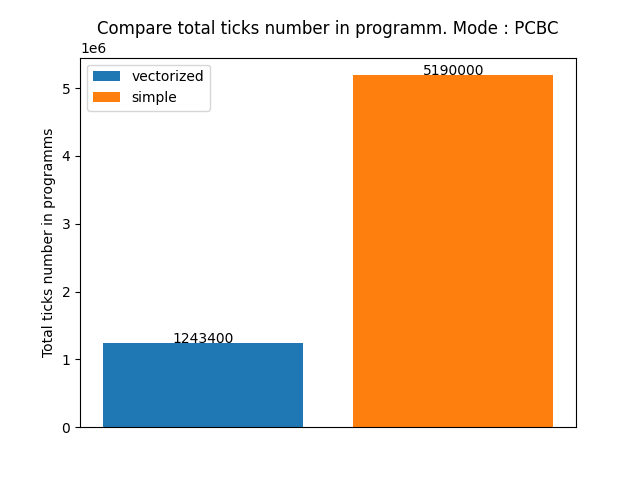 Compare total ticks number in programm. Mode : PCBC
1e6
vectorized
simple
5190000
1243400
Total ticks number in programms
5
4
3
2
1
0